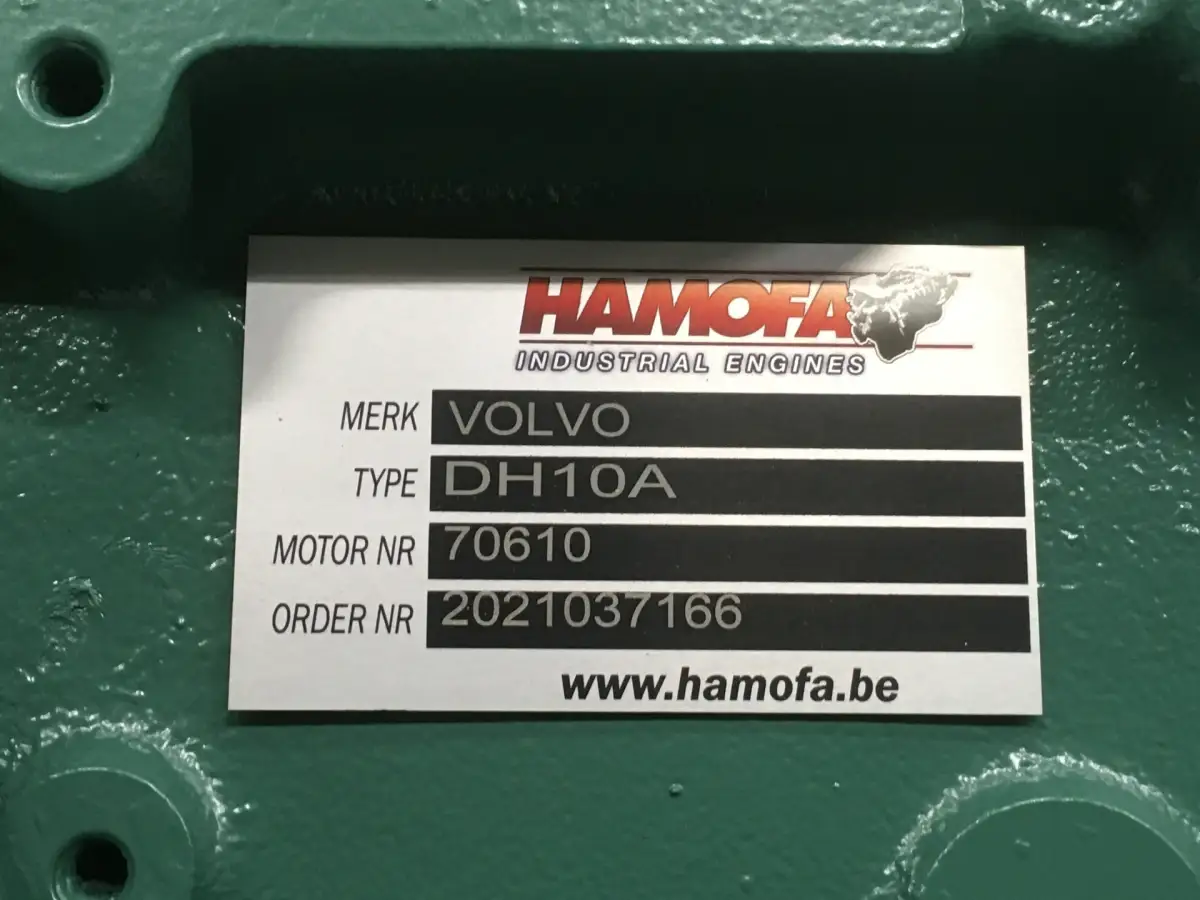 HAMOFA
INDUSTRIAL ENGINES
MERK VOLVO
TYPE DH10A
MOTOR NR 70610
ORDER NR 2021037166
www.hamofa.be